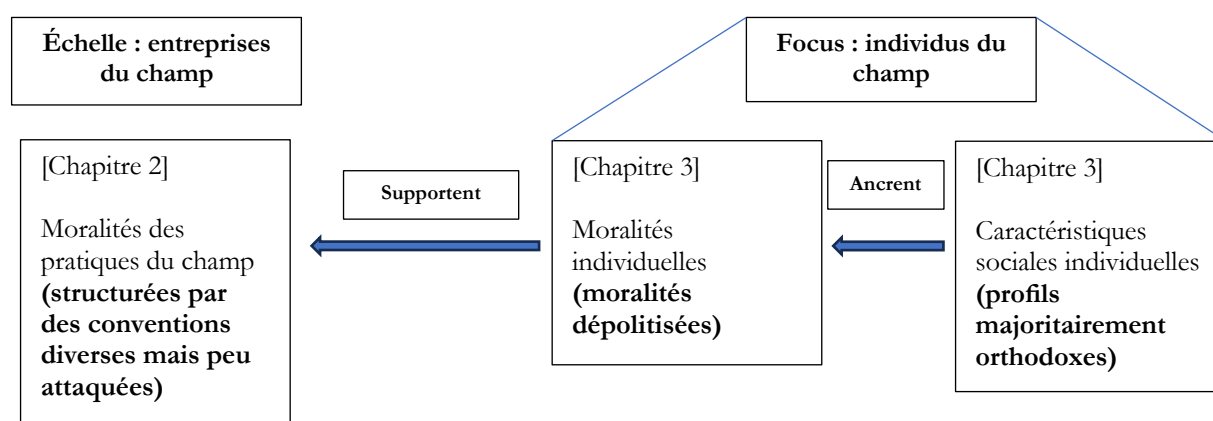 Échelle : entreprises
du champ
Focus : individus du
champ
[Chapitre 2]
Moralités des
pratiques du champ
(structurées par
des conventions
diverses mais peu
attaquées)
Supportent
[Chapitre 3]
Moralités
individuelles
(moralités
dépolitisées)
Ancrent
[Chapitre 3]
Caractéristiques
sociales individuelles
(profils
majoritairement
orthodoxes)